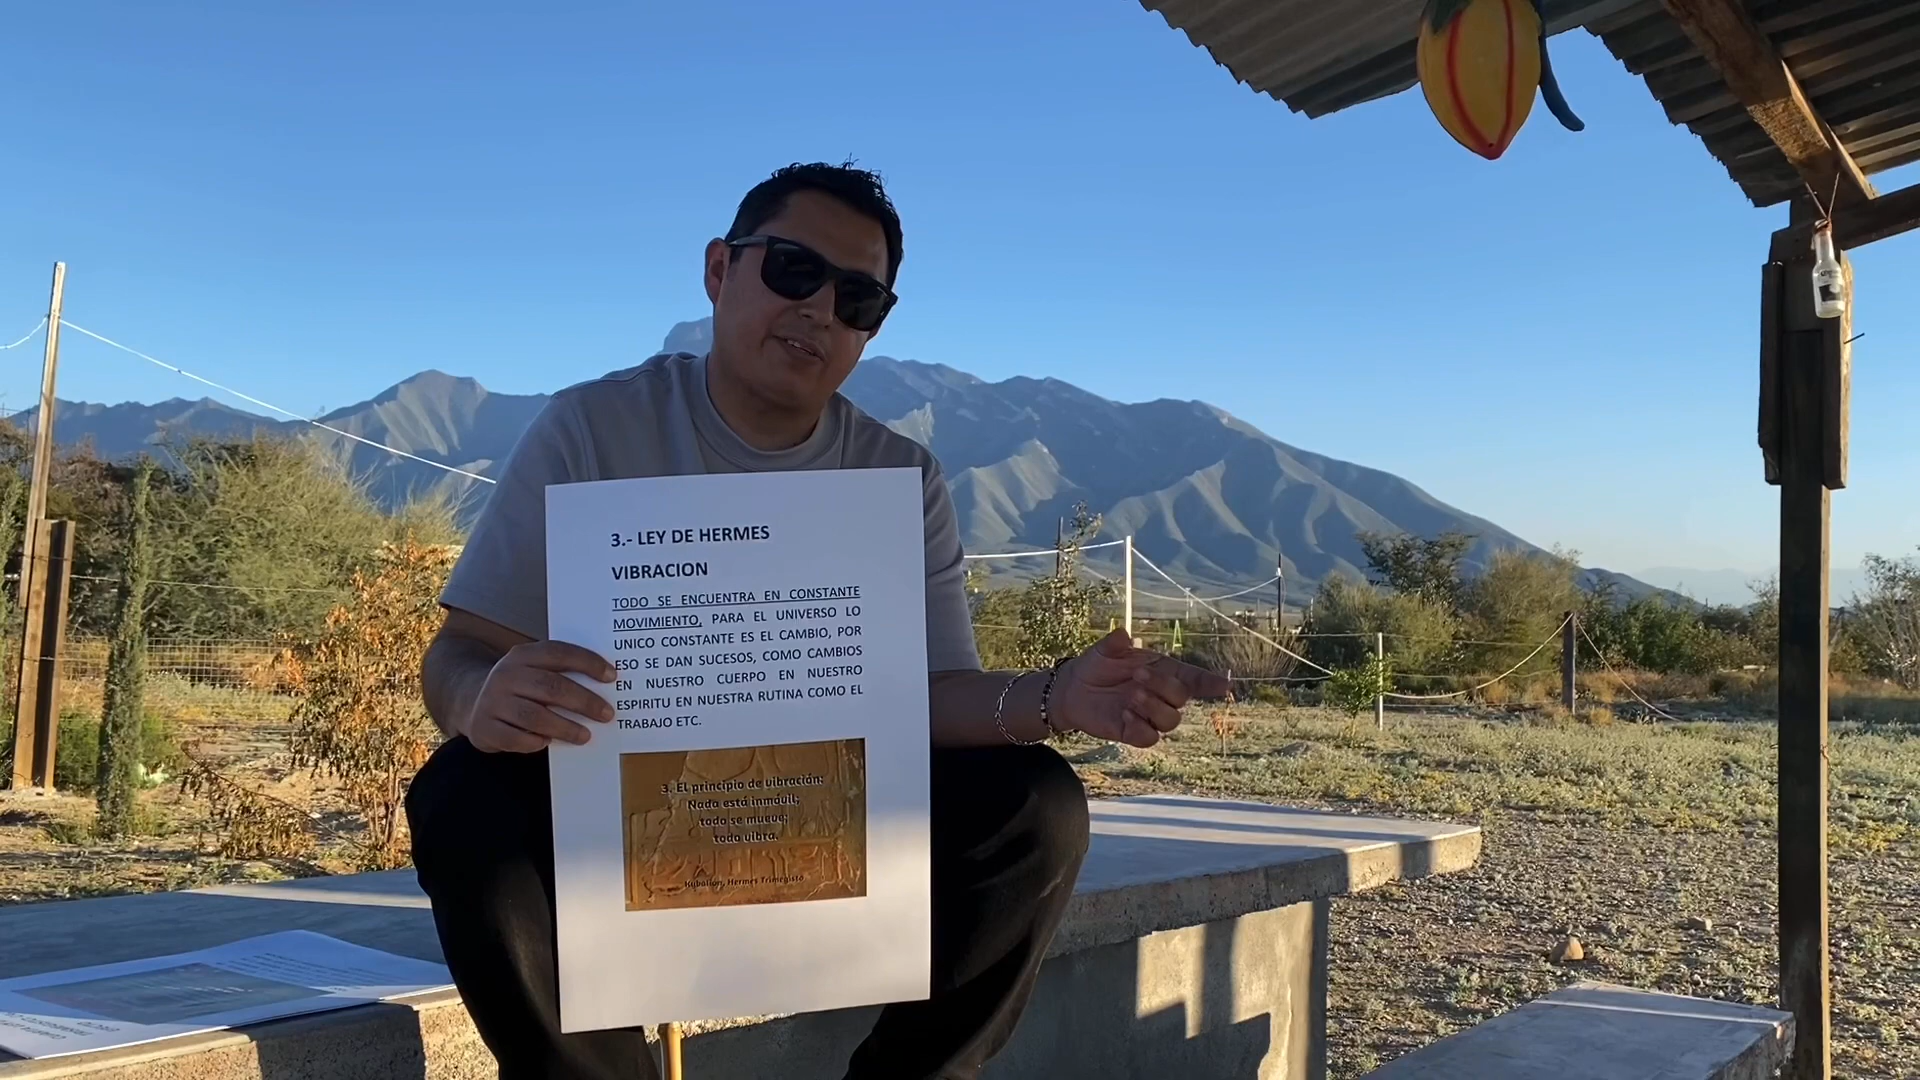 3.- LEY DE HERMES
VIBRACION
TODO SE ENCUENTRA EN CONSTANTE
MOVIMIENTO, PARA EL UNIVERSO LO
UNICO CONSTANTE ES EL CAMBIO, POR
ESO SE DAN SUCESOS, COMO CAMBIOS
EN NUESTRO CUERPO EN NUESTRO
ESPIRITU EN NUESTRA RUTINA COMO EL
TRABAJO ETC.
3. El principio de vibración:
Nada está inmóvil;
todo se mueve;
todo vibra.
Kybalión, Hermes Trimegisto